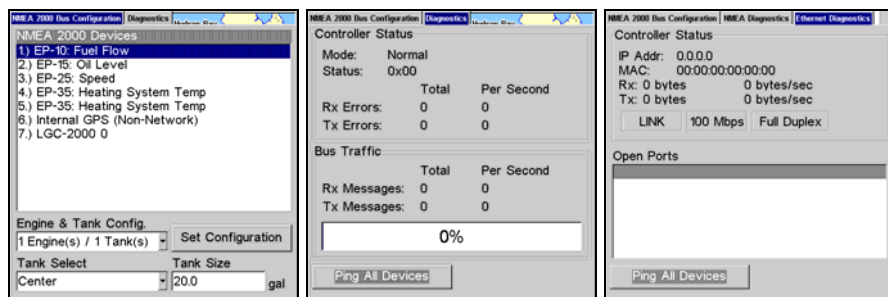 NMEA 2000 Bus Configuration Diagnostics
NMEA 2000 Devices
1.) EP-10: Fuel Flow
2.) EP-15: Oil Level
3.) EP-25: Speed
4.) EP-35: Heating System Temp
5.) EP-35: Heating System Temp
6.) Internal GPS (Non-Network)
7.) LGC-2000 0
Engine & Tank Config.
1 Engine(s) / 1 Tank(s) Set Configuration
Tank Select Tank Size
Center 20.0 gal
NMEA 2000 Bus Configuration Diagnostics
Controller Status
Mode: Normal
Status: 0x00
Total Per Second
Rx Errors: 0 0
Tx Errors: 0 0
Bus Traffic
Total Per Second
Rx Messages: 0 0
Tx Messages: 0 0
0%
Ping All Devices
NMEA 2000 Bus Configuration NMEA Diagnostics Ethernet Diagnostics
Controller Status
IP Addr: 0.0.0.0
MAC: 00:00:00:00:00:00
Rx: 0 bytes 0 bytes/sec
Tx: 0 bytes 0 bytes/sec
LINK 100 Mbps Full Duplex
Open Ports
Ping All Devices